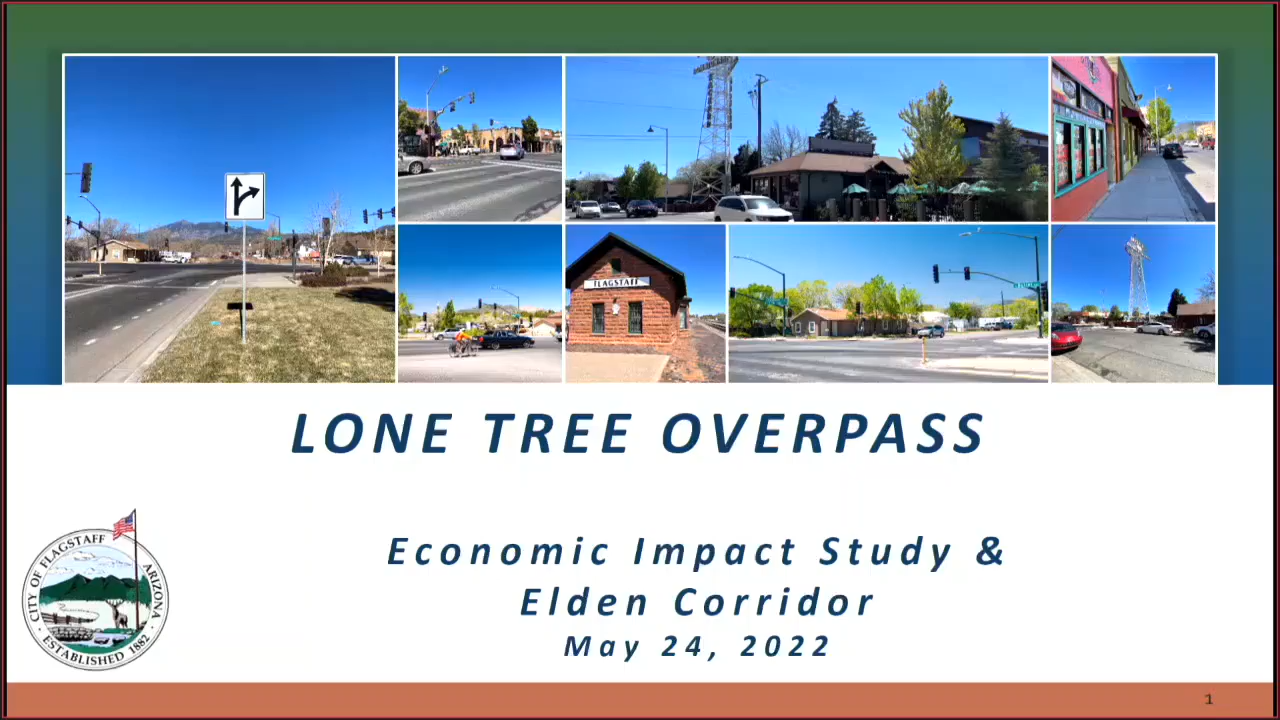 FLAGSTAFF
LONE TREE OVERPASS
Economic Impact Study &
Elden Corridor
May 24, 2022
CITY OF FLAGSTAFF ARIZONA
ESTABLISHED 1882
1